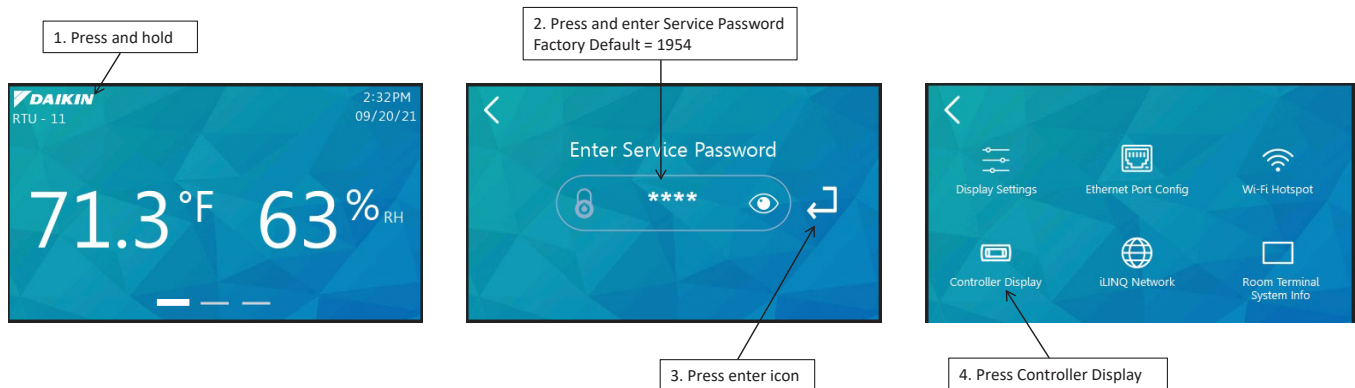 1. Press and hold
DAIKIN
RTU - 11
2:32PM
09/20/21
71.3°F 63% RH
2. Press and enter Service Password
Factory Default = 1954
Enter Service Password
****
3. Press enter icon
Display Settings
Ethernet Port Config
Wi-Fi Hotspot
Controller Display
iLINQ Network
Room Terminal
System Info
4. Press Controller Display